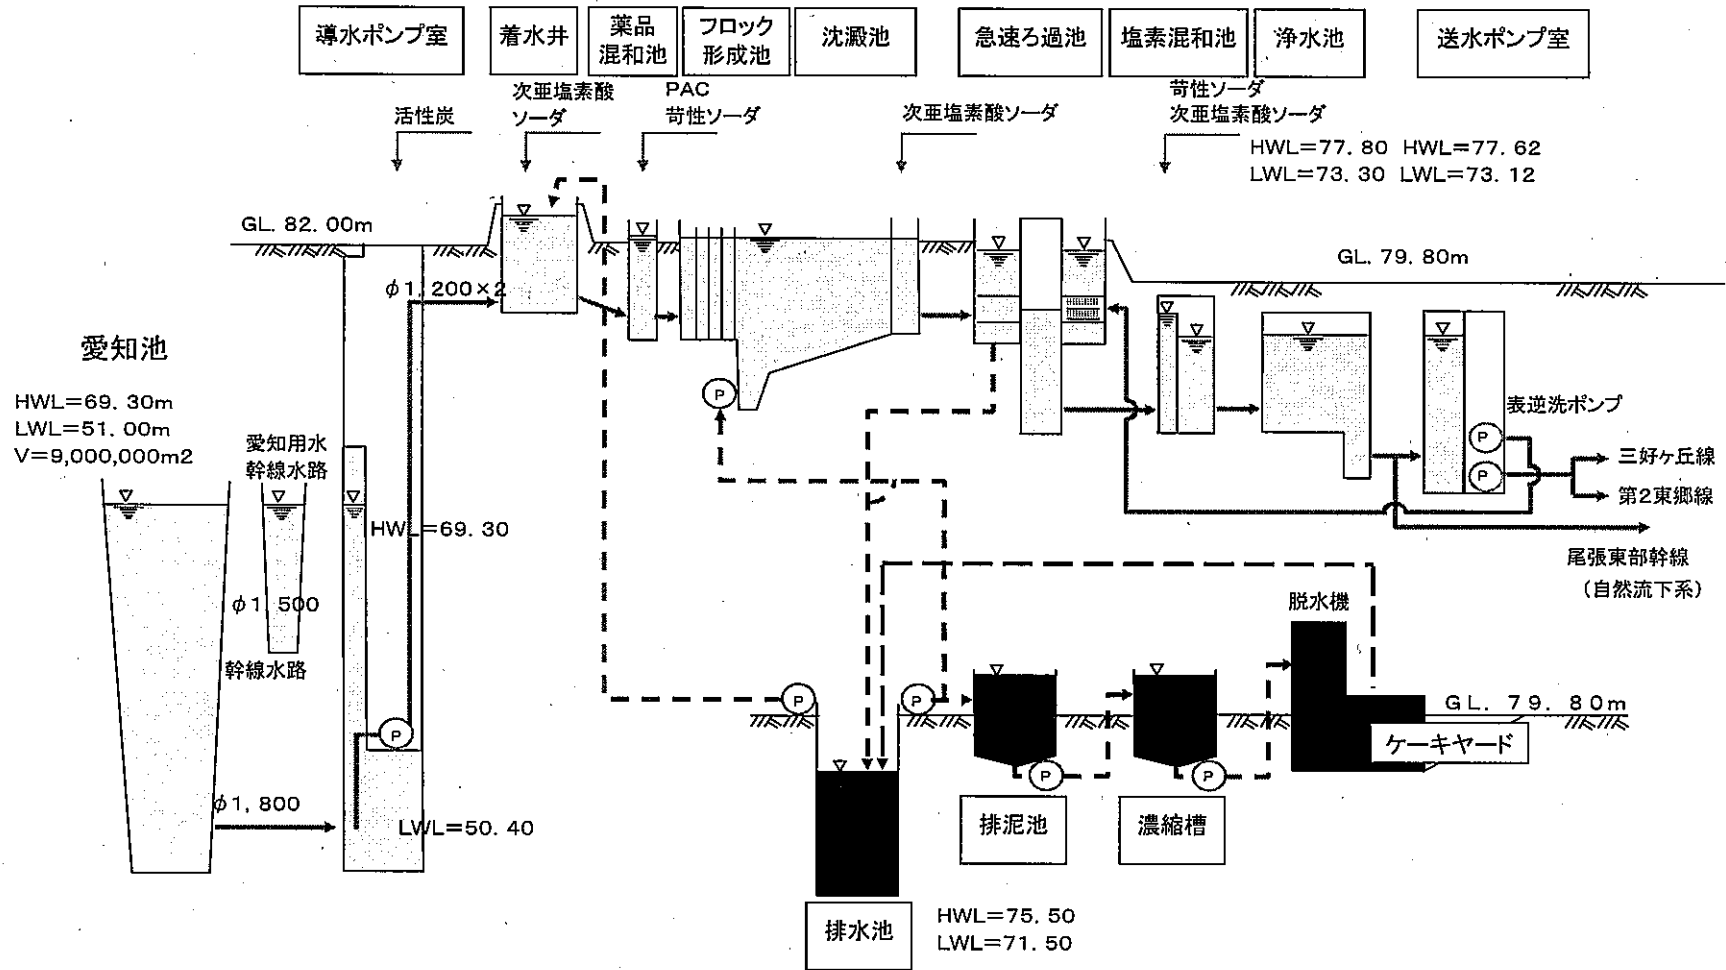 導水ポンプ室
着水井
薬品
混和池
フロック
形成池
沈澱池
急速ろ過池
塩素混和池
浄水池
送水ポンプ室
活性炭
次亜塩素酸
ソーダ
PAC
苛性ソーダ
次亜塩素酸ソーダ
苛性ソーダ
次亜塩素酸ソーダ
HWL=77.80 HWL=77.62
LWL=73.30 LWL=73.12
GL.82.00m
GL.79.80m
φ1,200×2
愛知池
HWL=69.30m
LWL=51.00m
V=9,000,000m2
愛知用水
幹線水路
HWL=69.30
φ1,500
幹線水路
φ1,800
LWL=50.40
P
P
表逆洗ポンプ
P
P
三好ヶ丘線
第2東郷線
尾張東部幹線
(自然流下系)
脱水機
P
P
GL.79.80m
ケーキヤード
P
P
排泥池
濃縮槽
排水池
HWL=75.50
LWL=71.50